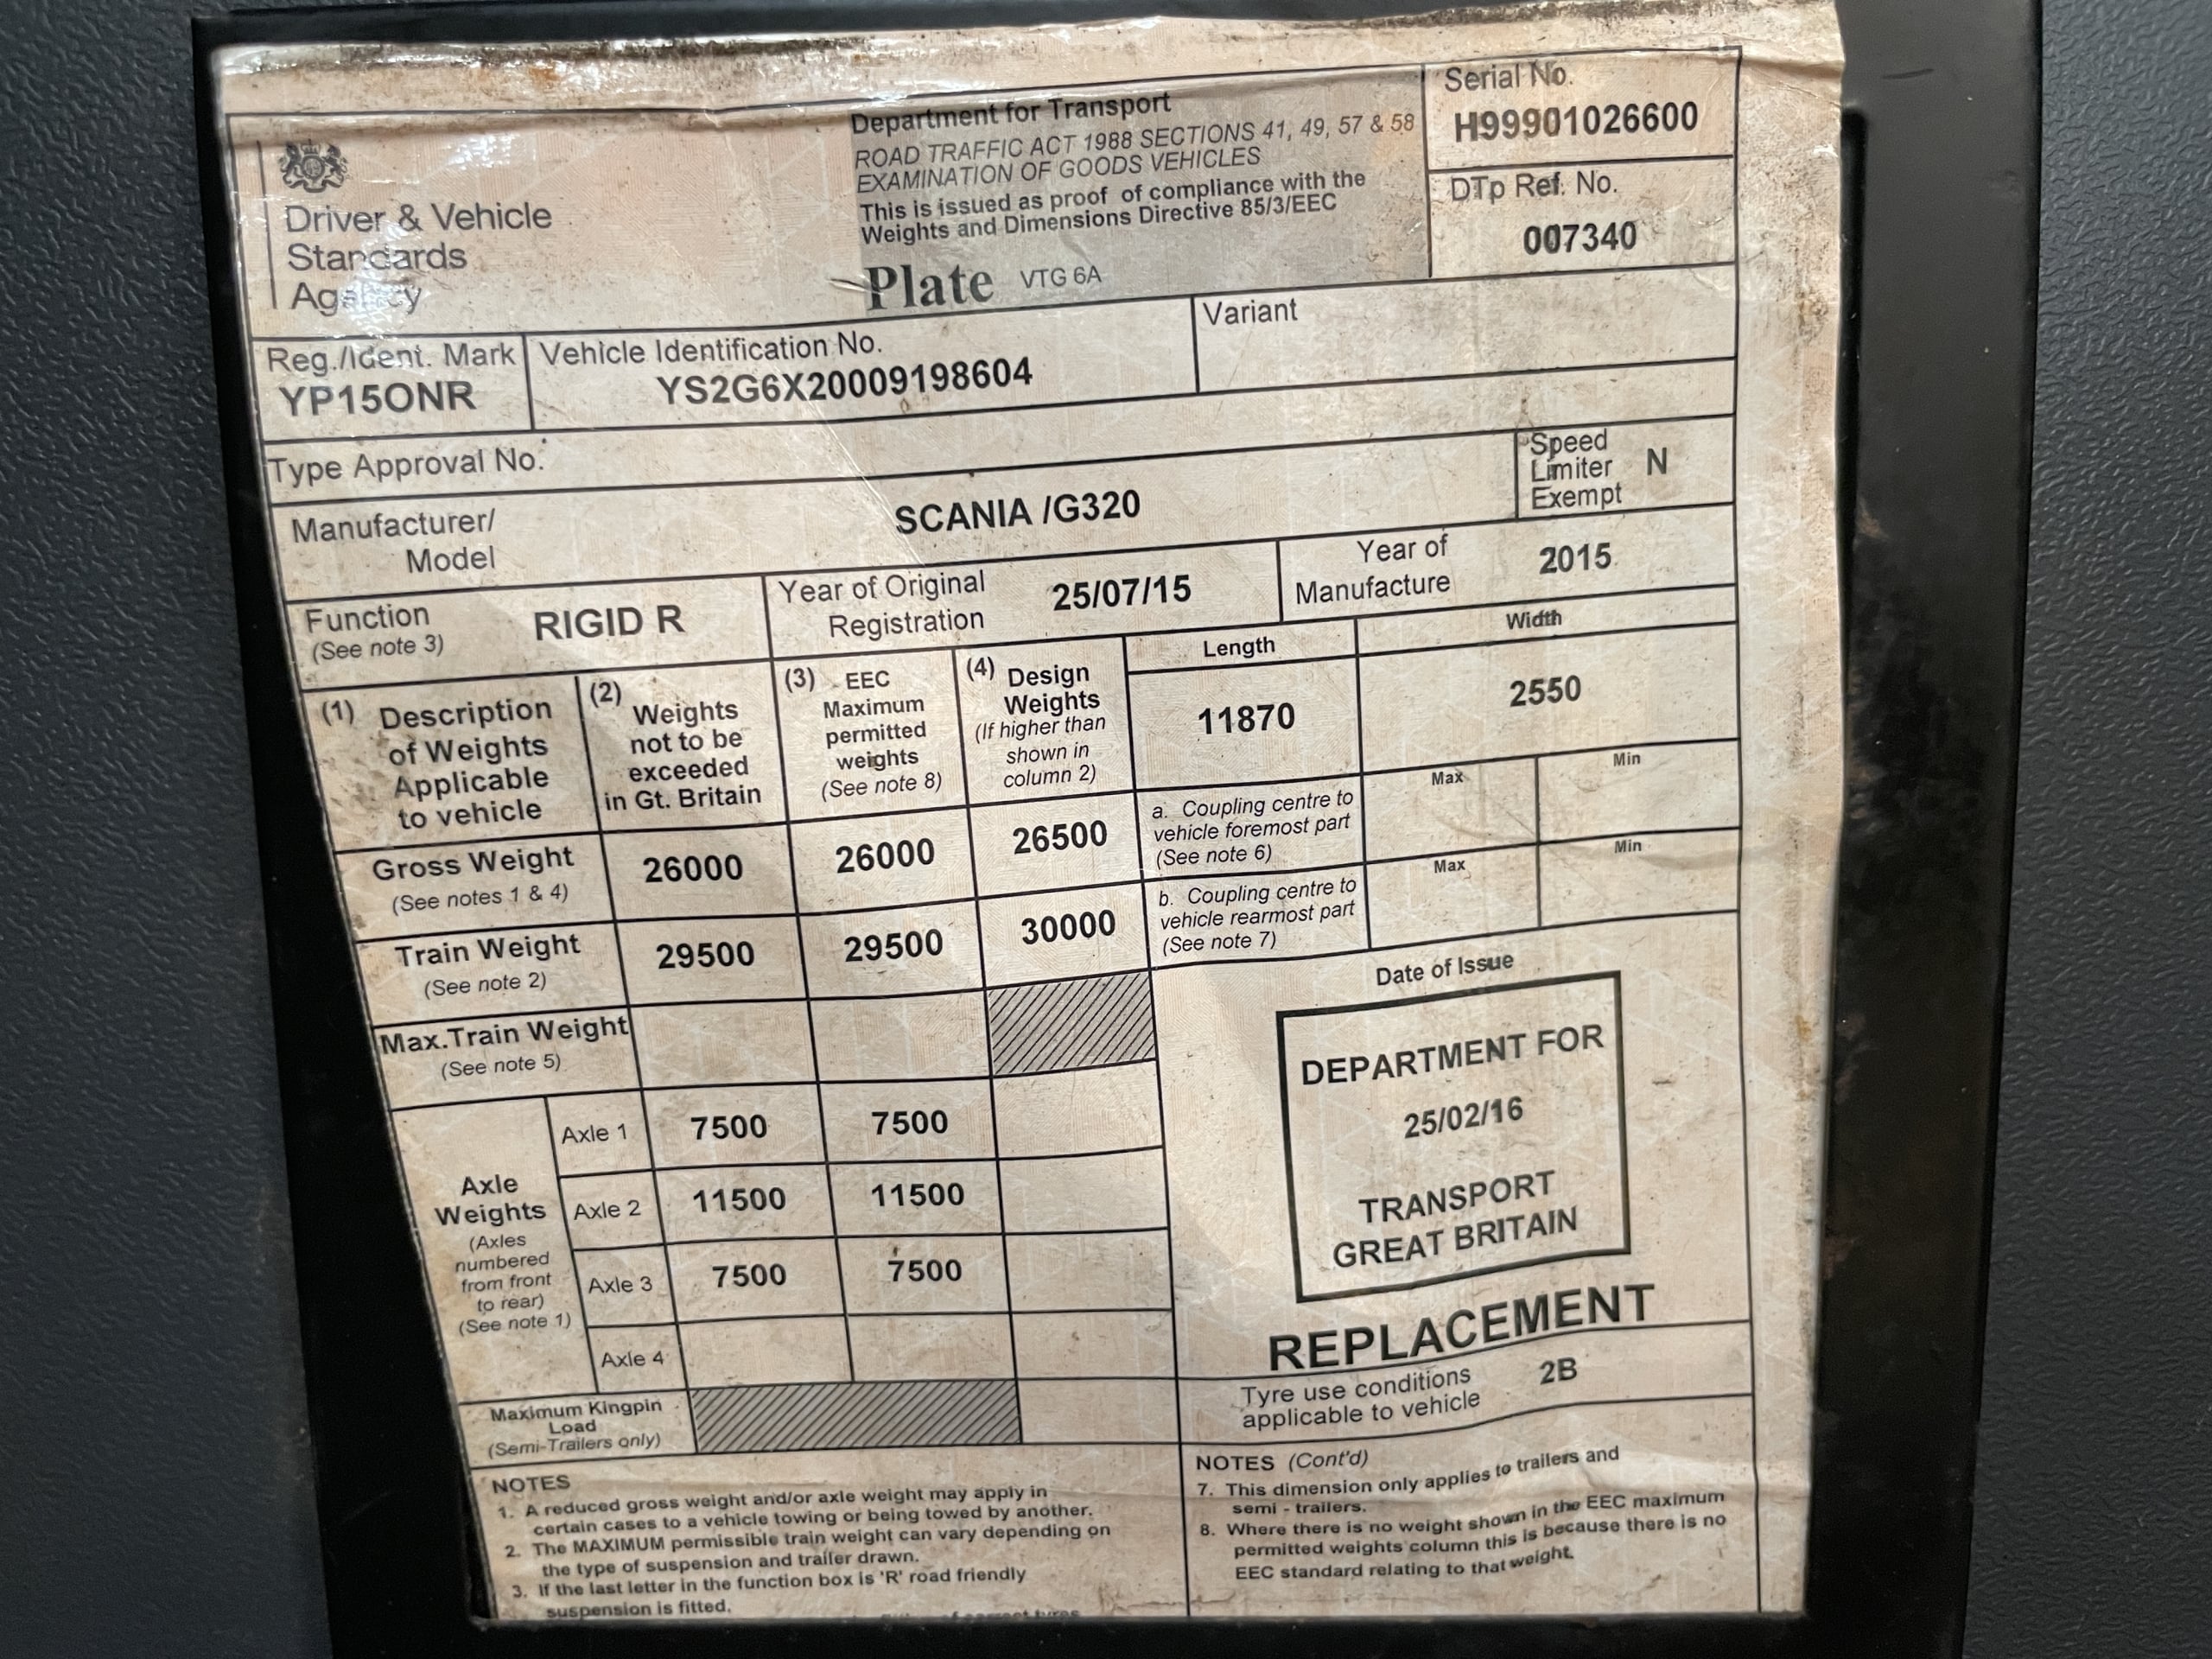 Driver & Vehicle
Standards
Agency
Department for Transport
ROAD TRAFFIC ACT 1988 SECTIONS 41, 49, 57 & 58
EXAMINATION OF GOODS VEHICLES
This is issued as proof of compliance with the
Weights and Dimensions Directive 85/3/EEC
Plate VTG 6A
Serial No.
H99901026600
DTp Ref. No.
007340
Reg./Ident. Mark
YP15ONR
Vehicle Identification No.
YS2G6X20009198604
Variant
Type Approval No.
Speed
Limiter
Exempt
N
Manufacturer/
Model
SCANIA /G320
Function
(See note 3)
RIGID R
Year of Original
Registration
25/07/15
Year of
Manufacture
2015
(1) Description
of Weights
Applicable
to vehicle
(2) Weights
not to be
exceeded
in Gt. Britain
(3) EEC
Maximum
permitted
weights
(See note 8)
(4) Design
Weights
(If higher than
shown in
column 2)
Length
11870
Width
2550
Gross Weight
(See notes 1 & 4)
26000
26000
26500
a. Coupling centre to
vehicle foremost part
(See note 6)
Max
Min
Train Weight
(See note 2)
29500
29500
30000
b. Coupling centre to
vehicle rearmost part
(See note 7)
Max
Min
Max.Train Weight
(See note 5)
Axle
Weights
(Axles
numbered
from front
to rear)
(See note 1)
Axle 1
7500
7500
Axle 2
11500
11500
Axle 3
7500
7500
Axle 4
Maximum Kingpin
Load
(Semi-Trailers only)
Date of Issue
DEPARTMENT FOR
25/02/16
TRANSPORT
GREAT BRITAIN
REPLACEMENT
Tyre use conditions
applicable to vehicle
2B
NOTES
1. A reduced gross weight and/or axle weight may apply in
certain cases to a vehicle towing or being towed by another.
2. The MAXIMUM permissible train weight can vary depending on
the type of suspension and trailer drawn.
3. If the last letter in the function box is 'R' road friendly
suspension is fitted.
NOTES (Cont'd)
7. This dimension only applies to trailers and
semi - trailers.
8. Where there is no weight shown in the EEC maximum
permitted weights column this is because there is no
EEC standard relating to that weight.